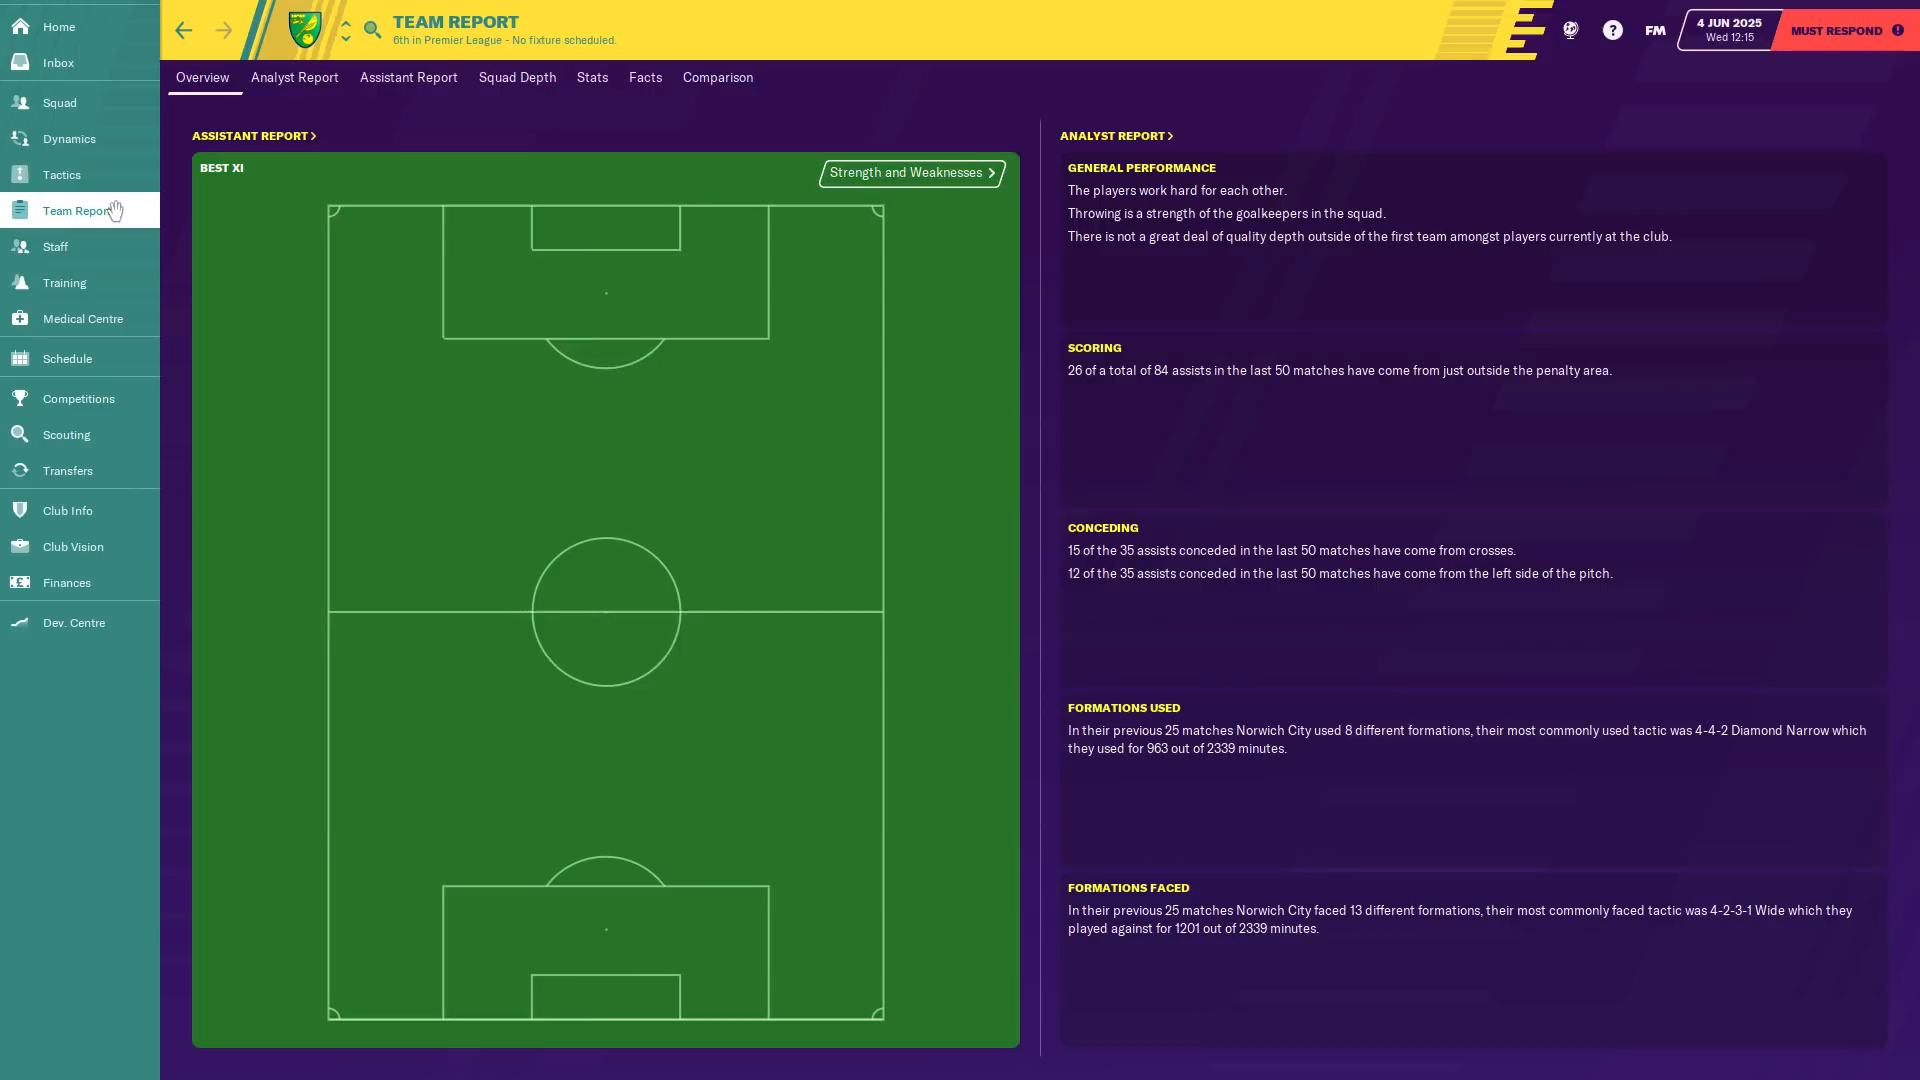 Home
Inbox
Squad
Dynamics
Tactics
Team Repor
Staff
Training
Medical Centre
Schedule
Competitions
Scouting
Transfers
Club Info
Club Vision
Finances
Dev. Centre
TEAM REPORT
6th in Premier League - No fixture scheduled.
?
FM
4 JUN 2025
Wed 12:15
MUST RESPOND
Overview
Analyst Report
Assistant Report
Squad Depth
Stats
Facts
Comparison
ASSISTANT REPORT
BEST XI
Strength and Weaknesses
ANALYST REPORT
GENERAL PERFORMANCE
The players work hard for each other.
Throwing is a strength of the goalkeepers in the squad.
There is not a great deal of quality depth outside of the first team amongst players currently at the club.
SCORING
26 of a total of 84 assists in the last 50 matches have come from just outside the penalty area.
CONCEDING
15 of the 35 assists conceded in the last 50 matches have come from crosses.
12 of the 35 assists conceded in the last 50 matches have come from the left side of the pitch.
FORMATIONS USED
In their previous 25 matches Norwich City used 8 different formations, their most commonly used tactic was 4-4-2 Diamond Narrow which
they used for 963 out of 2339 minutes.
FORMATIONS FACED
In their previous 25 matches Norwich City faced 13 different formations, their most commonly faced tactic was 4-2-3-1 Wide which they
played against for 1201 out of 2339 minutes.